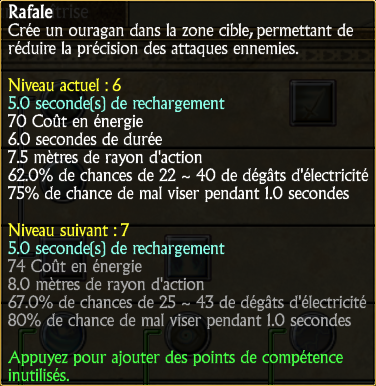 Rafale
Crée un ouragan dans la zone cible, permettant de
réduire la précision des attaques ennemies.
Niveau actuel : 6
5.0 seconde(s) de rechargement
70 Coût en énergie
6.0 secondes de durée
7.5 mètres de rayon d'action
62.0% de chances de 22 ~ 40 de dégâts d'électricité
75% de chance de mal viser pendant 1.0 secondes
Niveau suivant : 7
5.0 seconde(s) de rechargement
74 Coût en énergie
8.0 mètres de rayon d'action
67.0% de chances de 25 ~ 43 de dégâts d'électricité
80% de chance de mal viser pendant 1.0 secondes
Appuyez pour ajouter des points de compétence
inutilisés.